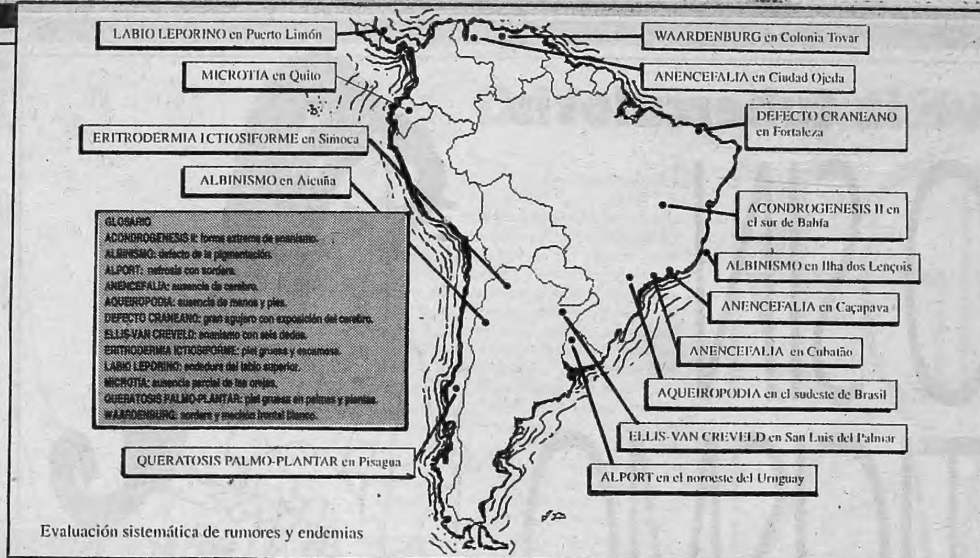 LABIO LEPORINO en Puerto Limón
MICROTIA en Quito
ERITRODERMIA ICTIOSIFORME en Simoca
ALBINISMO en Aicuña
WAARDENBURG en Colonia Tovar
ANENCEFALIA en Ciudad Ojeda
DEFECTO CRANEANO
en Fortaleza
ACONDROGENESIS II en
el sur de Bahía
ALBINISMO en Ilha dos Lençois
ANENCEFALIA en Caçapava
ANENCEFALIA en Cubatão
AQUEIROPODIA en el sudeste de Brasil
ELLIS-VAN CREVELD en San Luis del Palmar
ALPORT en el noroeste del Uruguay
GLOSARIO
ACONDROGENESIS II: forma extrema de enanismo.
ALBINISMO: defecto de la pigmentación.
ALPORT: nefrosis con sordera.
ANENCEFALIA: ausencia de cerebro.
AQUEIROPODIA: ausencia de manos y pies.
DEFECTO CRANEANO: gran agujero con exposición del cerebro.
ELLIS-VAN CREVELD: enanismo con seis dedos.
ERITRODERMIA ICTIOSIFORME: piel gruesa y escamosa.
LABIO LEPORINO: endedura del labio superior.
MICROTIA: ausencia parcial de las orejas.
QUERATOSIS PALMO-PLANTAR: piel gruesa en palmas y plantas.
WAARDENBURG: sordera y mechón frontal blanco.
QUERATOSIS PALMO-PLANTAR en Pisagua
Evaluación sistemática de rumores y endemias